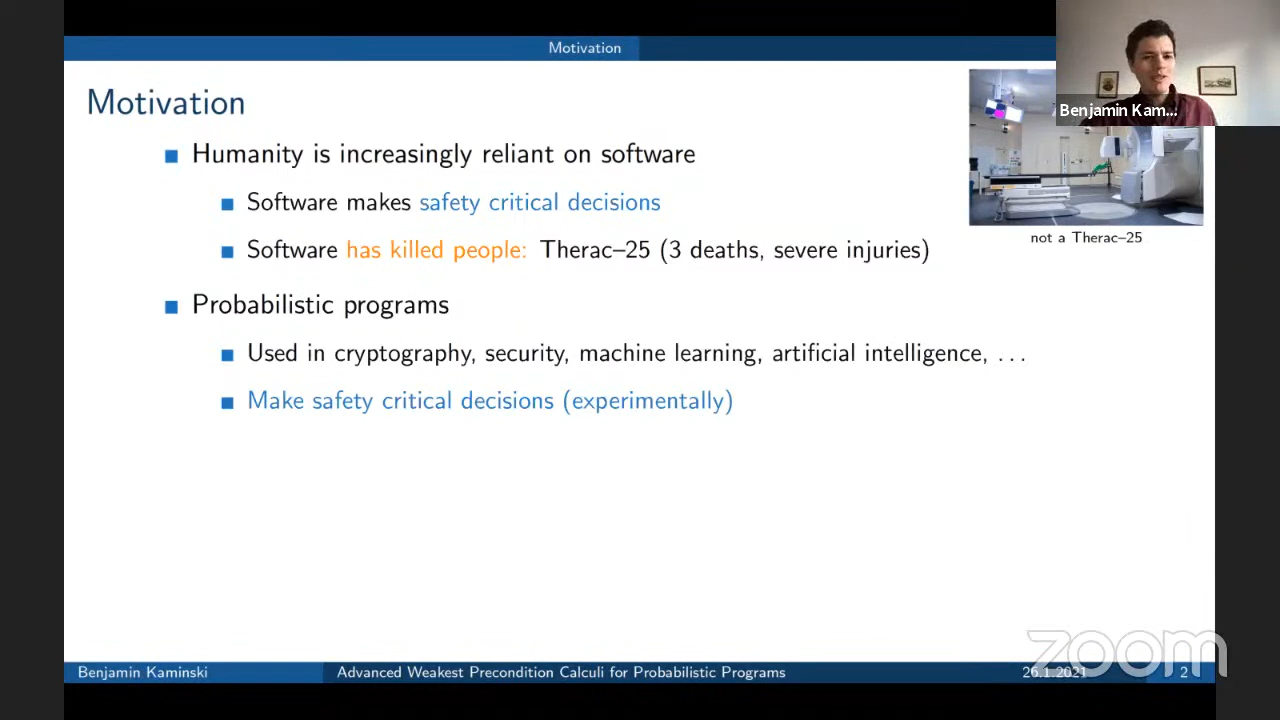 Motivation
Benjamin Kam...
Motivation
Humanity is increasingly reliant on software
Software makes safety critical decisions
Software has killed people: Therac–25 (3 deaths, severe injuries)
not a Therac–25
Probabilistic programs
Used in cryptography, security, machine learning, artificial intelligence, ...
Make safety critical decisions (experimentally)
zoom
Benjamin Kaminski
Advanced Weakest Precondition Calculi for Probabilistic Programs
26.1.2021
2